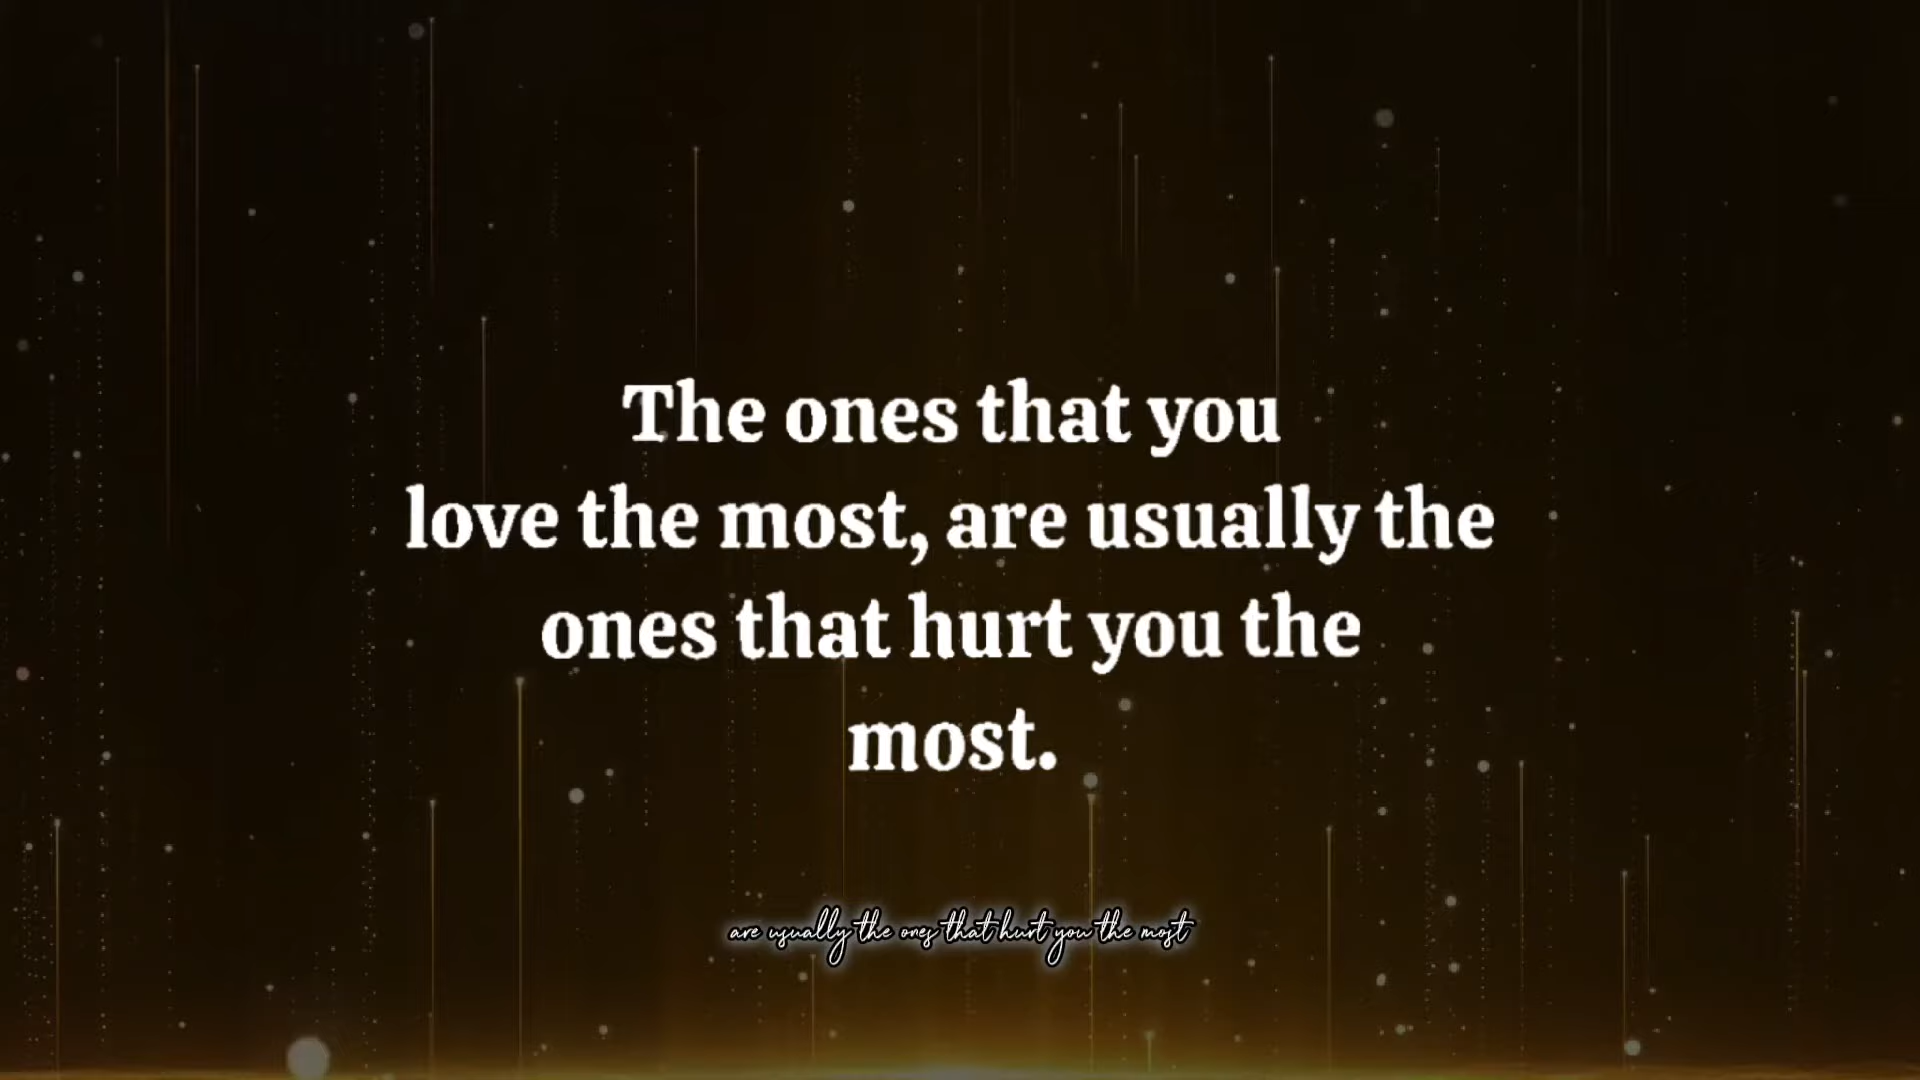 The ones that you
love the most, are usually the
ones that hurt you the
most.
are usually the ones that hurt you the most